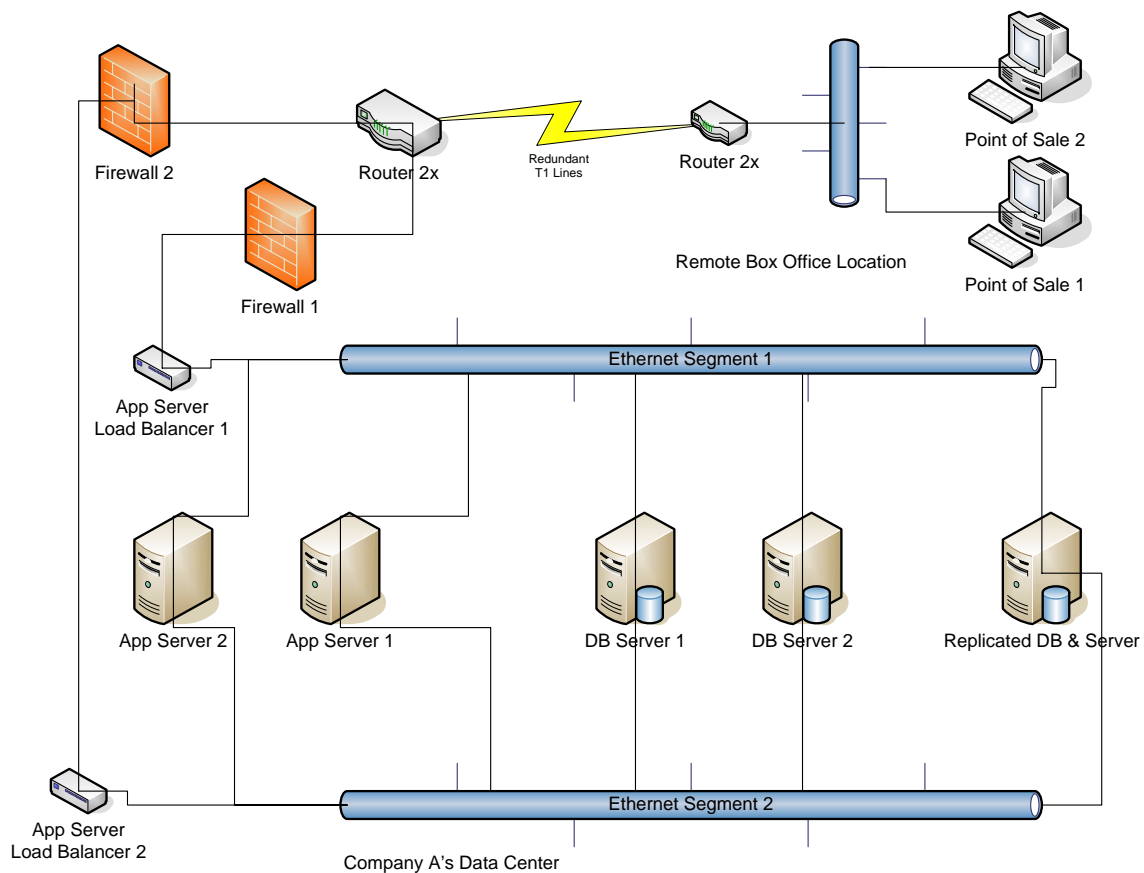 Firewall 2
Router 2x
Redundant
T1 Lines
Router 2x
Point of Sale 2
Firewall 1
Remote Box Office Location
Point of Sale 1
Ethernet Segment 1
App Server
Load Balancer 1
App Server 2
App Server 1
DB Server 1
DB Server 2
Replicated DB & Server
Ethernet Segment 2
App Server
Load Balancer 2
Company A's Data Center